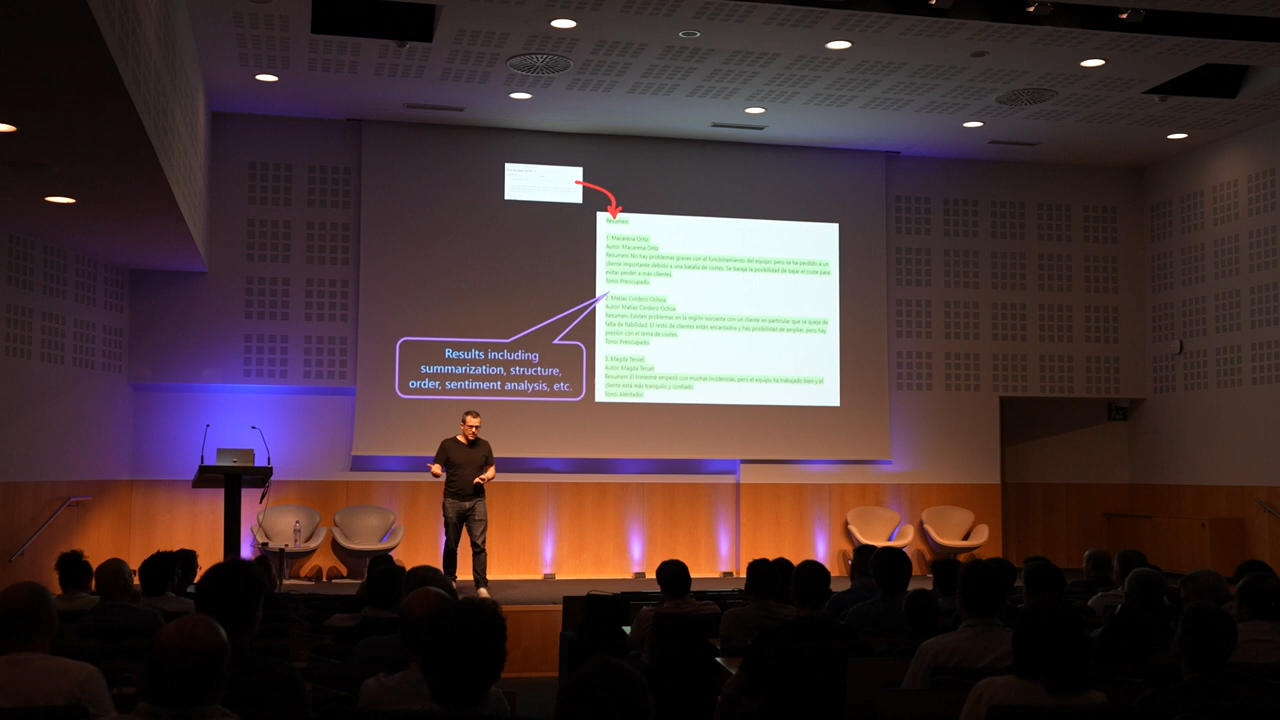 Resumen:
1. Macarena Ortiz
Autor: Macarena Ortiz
Resumen: No hay problemas graves con el funcionamiento del equipo, pero se ha perdido a un
cliente importante debido a una batalla de costes. Se baraja la posibilidad de bajar el coste para
evitar perder a más clientes.
Tono: Preocupado.
2. Matías Cordero Ochoa
Autor: Matías Cordero Ochoa
Resumen: Existen problemas en la región noroeste con un cliente en particular que se queja de
falta de fiabilidad. El resto de clientes están encantados y hay posibilidad de ampliar, pero hay
presión con el tema de costes.
Tono: Preocupado.
3. Magda Teruel
Autor: Magda Teruel
Resumen: El trimestre empezó con muchas incidencias, pero el equipo ha trabajado bien y el
cliente está más tranquilo y confiado.
Tono: Alentador.
Results including
summarization, structure,
order, sentiment analysis, etc.